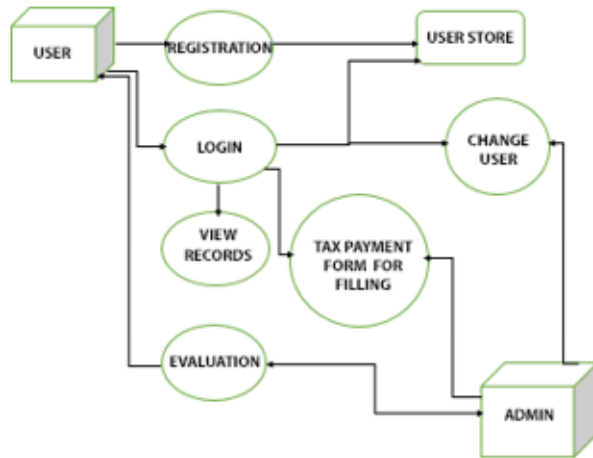 USER
REGISTRATION
USER STORE
LOGIN
CHANGE
USER
VIEW
RECORDS
TAX PAYMENT
FORM FOR
FILLING
EVALUATION
ADMIN